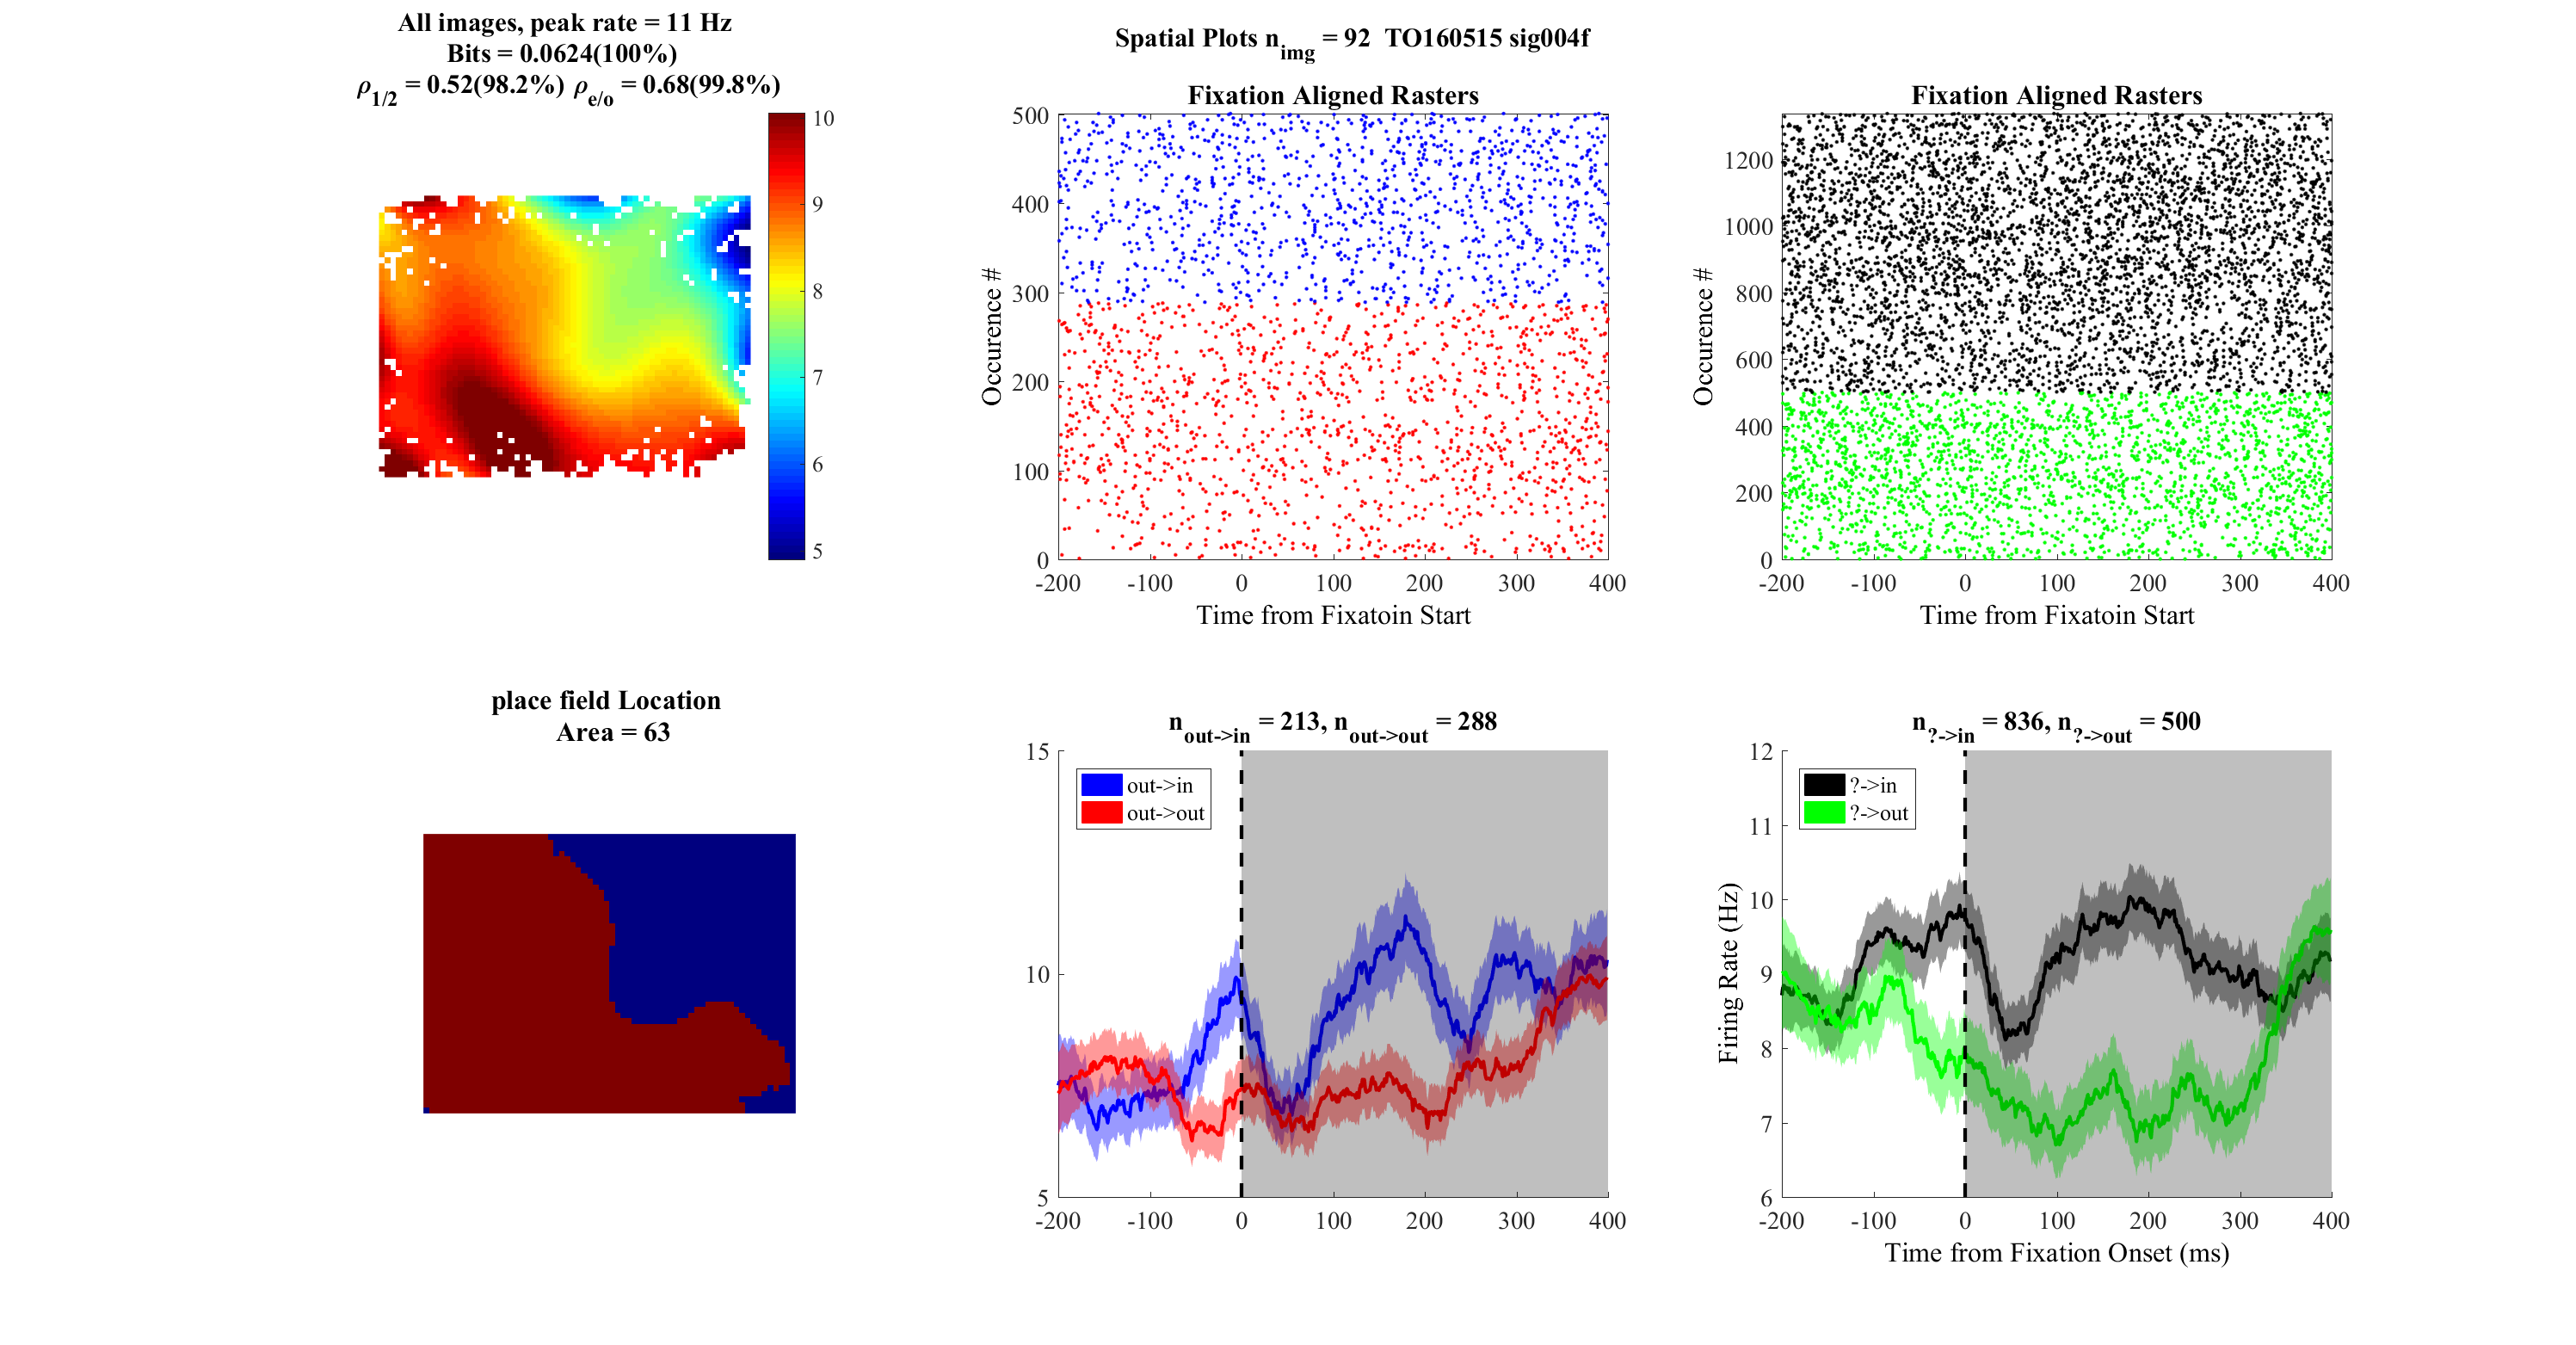 All images, peak rate = 11 Hz
Bits = 0.0624(100%)
ρ1/2 = 0.52(98.2%) ρe/o = 0.68(99.8%)
10
9
8
7
6
5
Spatial Plots nimg = 92 TO160515 sig004f
Fixation Aligned Rasters
500
400
300
200
100
0
Occurence #
-200 -100 0 100 200 300 400
Time from Fixatoin Start
Fixation Aligned Rasters
1200
1000
800
600
400
200
0
Occurence #
-200 -100 0 100 200 300 400
Time from Fixatoin Start
place field Location
Area = 63
nout->in = 213, nout->out = 288
15
10
5
out->in
out->out
-200 -100 0 100 200 300 400
n?->in = 836, n?->out = 500
12
11
10
9
8
7
6
Firing Rate (Hz)
?->in
?->out
-200 -100 0 100 200 300 400
Time from Fixation Onset (ms)